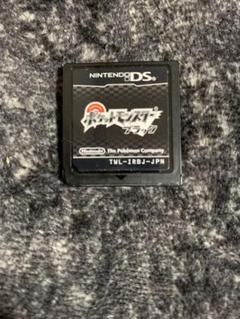 NINTENDO DS
ポケットモンスター
ブラック
Nintendo The Pokémon Company
TWL-IRBJ-JPN